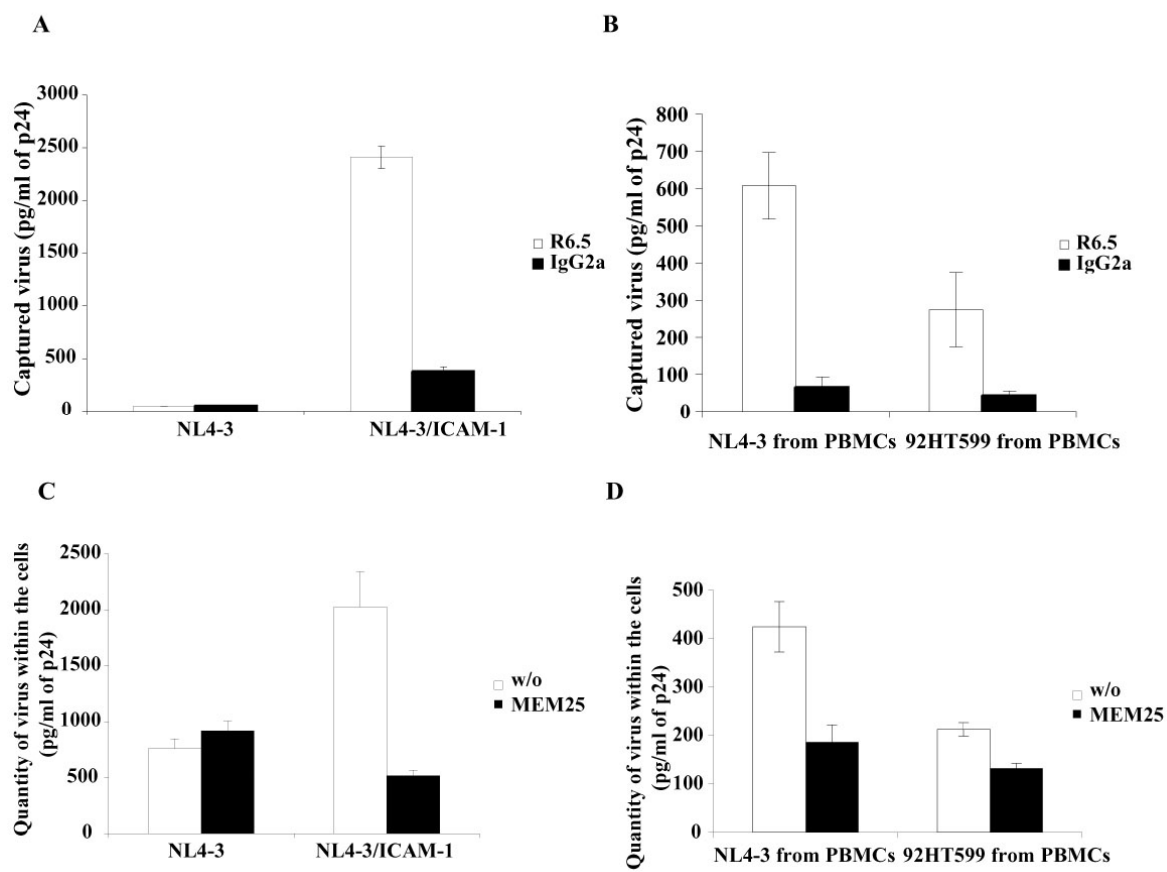 A
Captured virus (pg/ml of p24)
3000
2500
2000
1500
1000
500
0
NL4-3
NL4-3/ICAM-1
R6.5
IgG2a
B
Captured virus (pg/ml of p24)
800
700
600
500
400
300
200
100
0
NL4-3 from PBMCs
92HT599 from PBMCs
R6.5
IgG2a
C
Quantity of virus within the cells
(pg/ml of p24)
2500
2000
1500
1000
500
0
NL4-3
NL4-3/ICAM-1
w/o
MEM25
D
Quantity of virus within the cells
(pg/ml of p24)
500
400
300
200
100
0
NL4-3 from PBMCs
92HT599 from PBMCs
w/o
MEM25